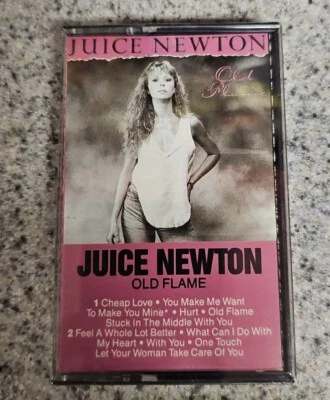 JUICE NEWTON
Old
Flame
JUICE NEWTON
OLD FLAME
1 Cheap Love • You Make Me Want
To Make You Mine* • Hurt • Old Flame
Stuck In The Middle With You
2 Feel A Whole Lot Better • What Can I Do With
My Heart • With You • One Touch
Let Your Woman Take Care Of You